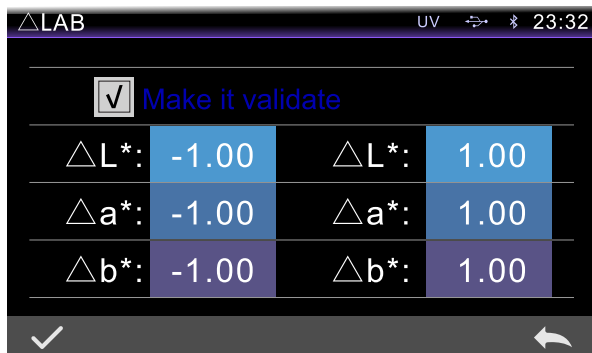 △LAB UV 23:32
√ Make it validate
△L*: -1.00 △L*: 1.00
△a*: -1.00 △a*: 1.00
△b*: -1.00 △b*: 1.00